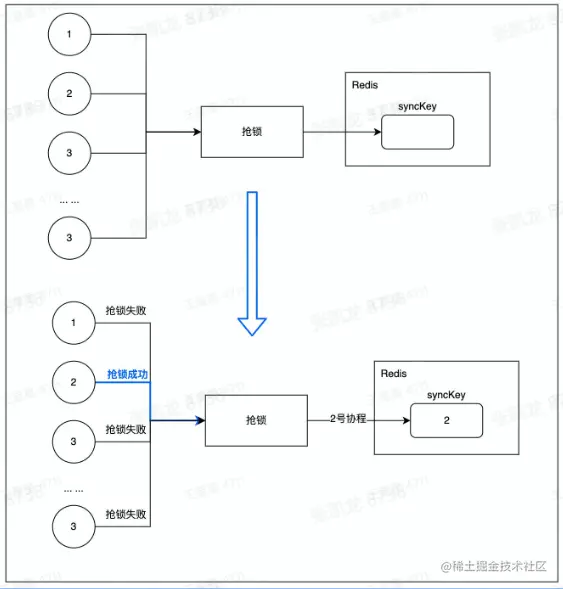 1
Redis
2
syncKey
抢锁
3
... ...
3
抢锁失败
1
Redis
抢锁成功
2
syncKey
抢锁
2号协程
2
抢锁失败
3
... ...
抢锁失败
3
@稀土掘金技术社区